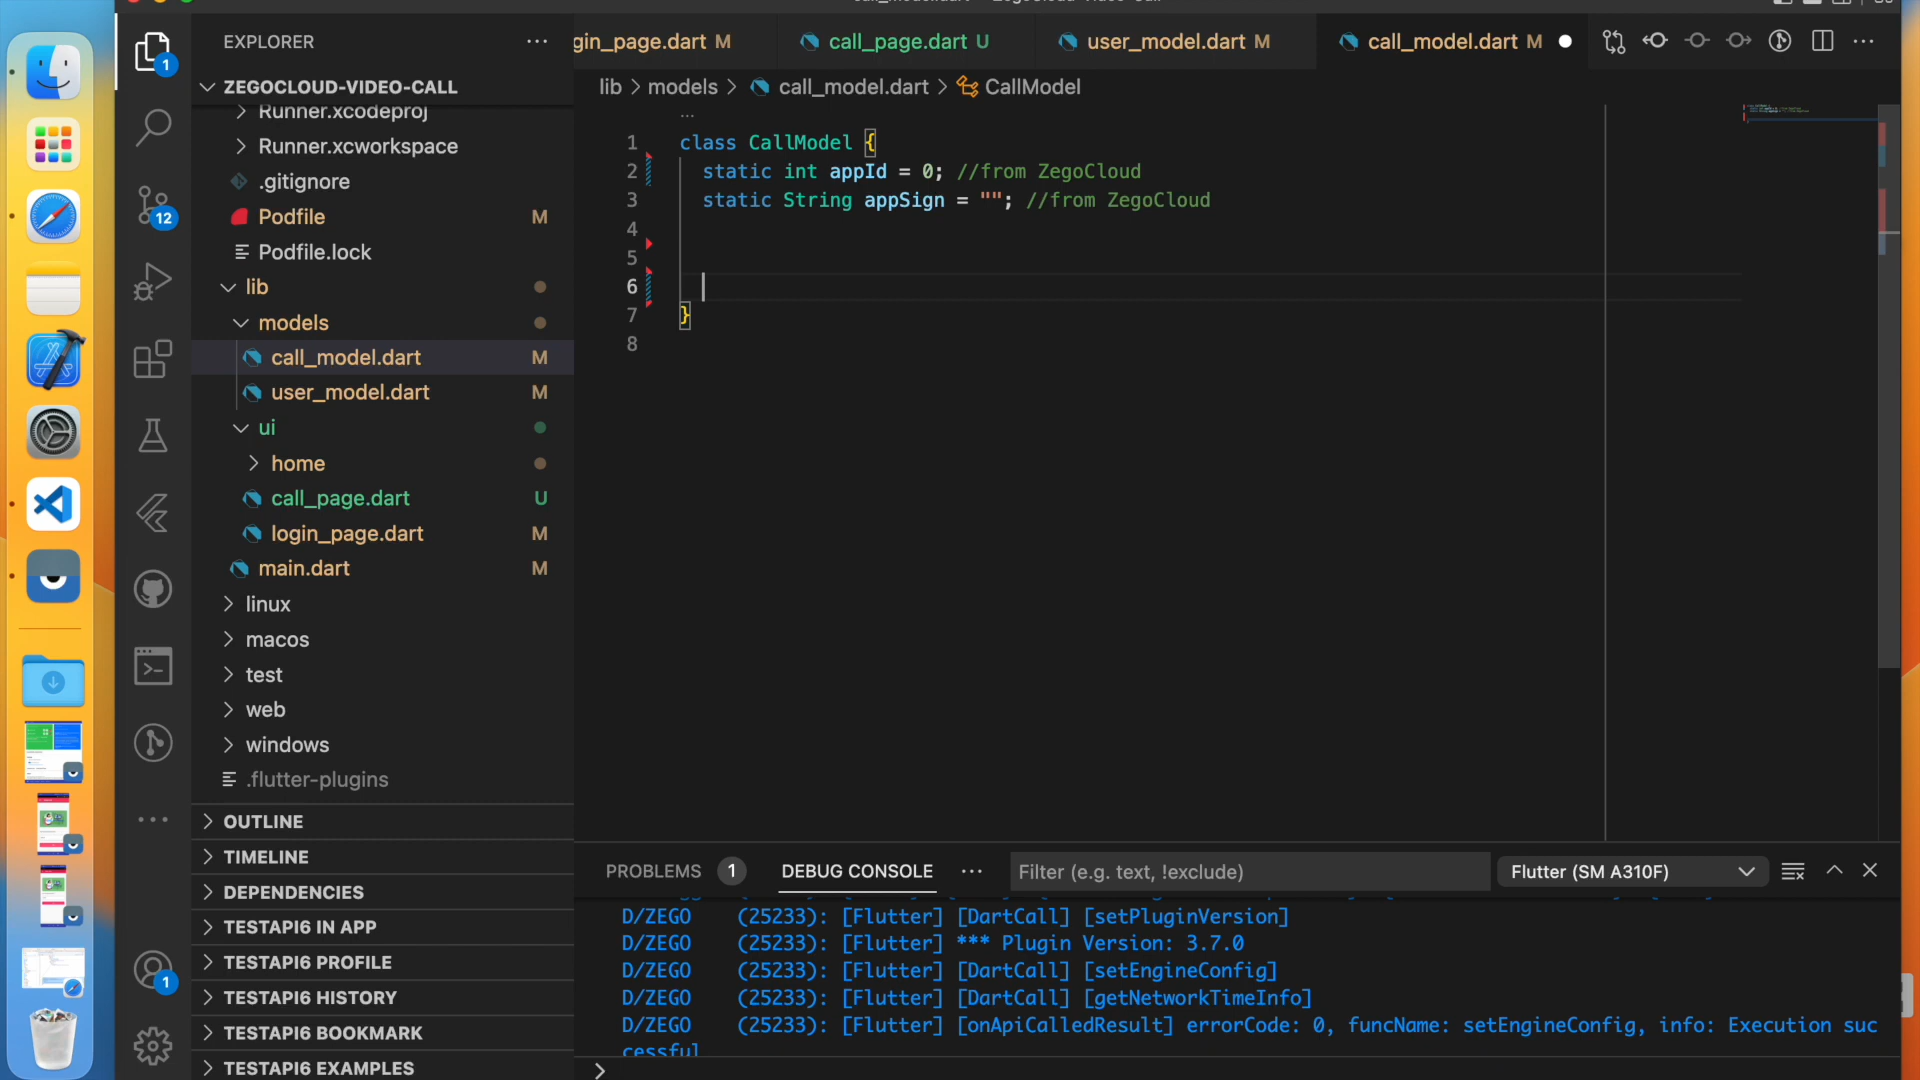 EXPLORER
ZEGOCLOUD-VIDEO-CALL
Runner.xcodeproj
Runner.xcworkspace
.gitignore
Podfile M
Podfile.lock
lib
models
call_model.dart M
user_model.dart M
ui
home
call_page.dart U
login_page.dart M
main.dart M
linux
macos
test
web
windows
.flutter-plugins
OUTLINE
TIMELINE
DEPENDENCIES
TESTAPI6 IN APP
TESTAPI6 PROFILE
TESTAPI6 HISTORY
TESTAPI6 BOOKMARK
TESTAPI6 EXAMPLES
1
12
1
gin_page.dart M
call_page.dart U
user_model.dart M
call_model.dart M
lib > models > call_model.dart > CallModel
1 class CallModel {
2 static int appId = 0; //from ZegoCloud
3 static String appSign = ""; //from ZegoCloud
4
5
6
7 }
8
PROBLEMS 1 DEBUG CONSOLE Filter (e.g. text, !exclude) Flutter (SM A310F)
D/ZEGO (25233): [Flutter] [DartCall] [setPluginVersion]
D/ZEGO (25233): [Flutter] *** Plugin Version: 3.7.0
D/ZEGO (25233): [Flutter] [DartCall] [setEngineConfig]
D/ZEGO (25233): [Flutter] [DartCall] [getNetworkTimeInfo]
D/ZEGO (25233): [Flutter] [onApiCalledResult] errorCode: 0, funcName: setEngineConfig, info: Execution suc
cessful
>